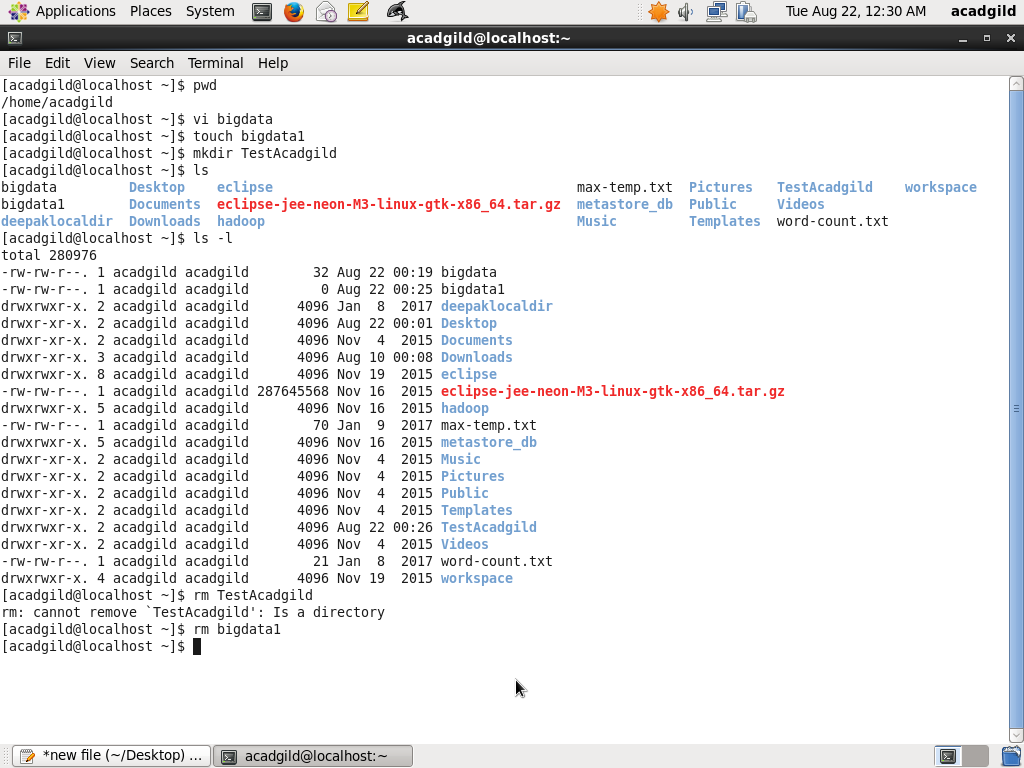 Applications Places System Tue Aug 22, 12:30 AM acadgild
acadgild@localhost:~
File Edit View Search Terminal Help
[acadgild@localhost ~]$ pwd
/home/acadgild
[acadgild@localhost ~]$ vi bigdata
[acadgild@localhost ~]$ touch bigdata1
[acadgild@localhost ~]$ mkdir TestAcadgild
[acadgild@localhost ~]$ ls
bigdata         Desktop    eclipse                                      max-temp.txt  Pictures   TestAcadgild    workspace
bigdata1        Documents  eclipse-jee-neon-M3-linux-gtk-x86_64.tar.gz  metastore_db  Public     Videos
deepaklocaldir  Downloads  hadoop                                       Music         Templates  word-count.txt
[acadgild@localhost ~]$ ls -l
total 280976
-rw-rw-r--. 1 acadgild acadgild        32 Aug 22 00:19 bigdata
-rw-rw-r--. 1 acadgild acadgild         0 Aug 22 00:25 bigdata1
drwxrwxr-x. 2 acadgild acadgild      4096 Jan  8  2017 deepaklocaldir
drwxr-xr-x. 2 acadgild acadgild      4096 Aug 22 00:01 Desktop
drwxr-xr-x. 2 acadgild acadgild      4096 Nov  4  2015 Documents
drwxr-xr-x. 3 acadgild acadgild      4096 Aug 10 00:08 Downloads
drwxr-xr-x. 8 acadgild acadgild      4096 Nov 19  2015 eclipse
-rw-rw-r--. 1 acadgild acadgild 287645568 Nov 16  2015 eclipse-jee-neon-M3-linux-gtk-x86_64.tar.gz
drwxrwxr-x. 5 acadgild acadgild      4096 Nov 16  2015 hadoop
-rw-rw-r--. 1 acadgild acadgild        70 Jan  9  2017 max-temp.txt
drwxrwxr-x. 5 acadgild acadgild      4096 Nov 16  2015 metastore_db
drwxr-xr-x. 2 acadgild acadgild      4096 Nov  4  2015 Music
drwxr-xr-x. 2 acadgild acadgild      4096 Nov  4  2015 Pictures
drwxr-xr-x. 2 acadgild acadgild      4096 Nov  4  2015 Public
drwxr-xr-x. 2 acadgild acadgild      4096 Nov  4  2015 Templates
drwxrwxr-x. 2 acadgild acadgild      4096 Aug 22 00:26 TestAcadgild
drwxr-xr-x. 2 acadgild acadgild      4096 Nov  4  2015 Videos
-rw-rw-r--. 1 acadgild acadgild        21 Jan  8  2017 word-count.txt
drwxrwxr-x. 4 acadgild acadgild      4096 Nov 19  2015 workspace
[acadgild@localhost ~]$ rm TestAcadgild
rm: cannot remove `TestAcadgild': Is a directory
[acadgild@localhost ~]$ rm bigdata1
[acadgild@localhost ~]$
*new file (~/Desktop) ... acadgild@localhost:~